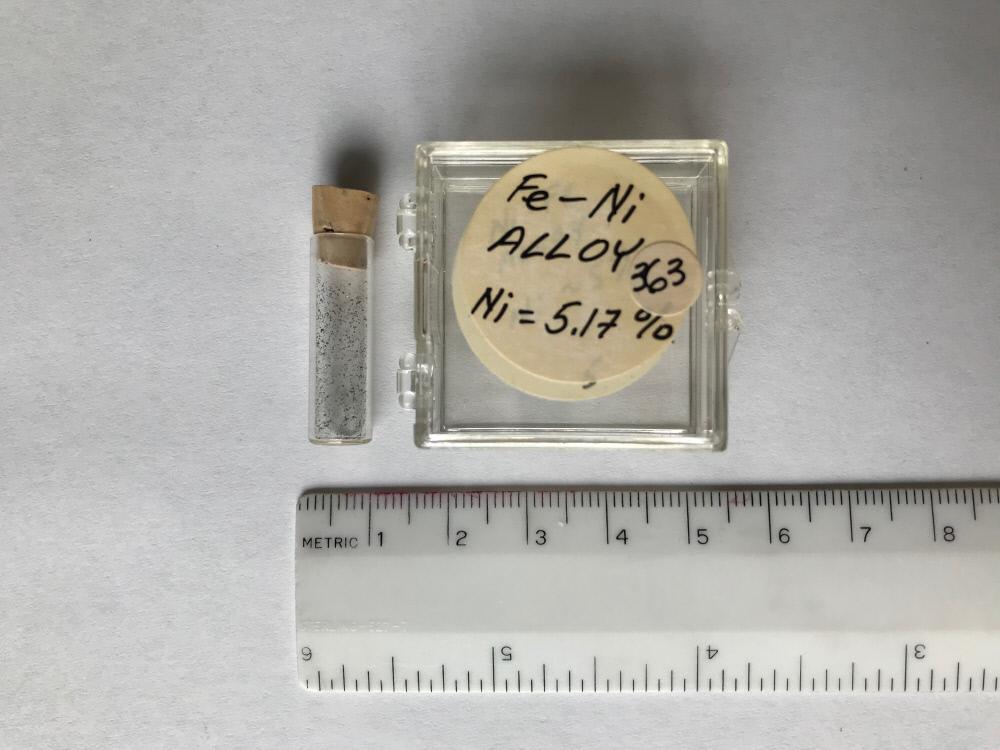 Fe-Ni
ALLOY
363
Ni = 5.17 %
METRIC 1 2 3 4 5 6 7 8
6 5 4 3